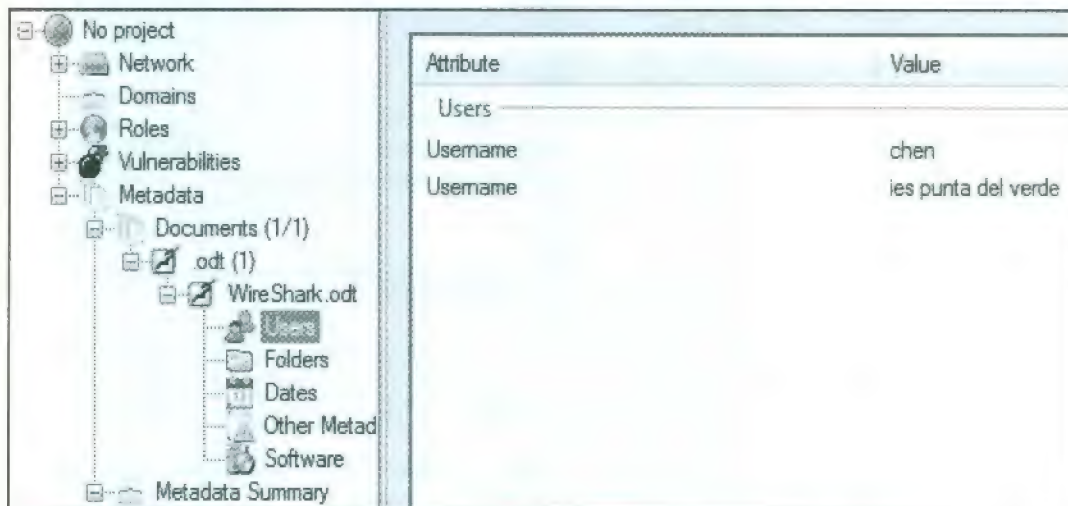 No project
Network
Domains
Roles
Vulnerabilities
Metadata
Documents (1/1)
.odt (1)
WireShark.odt
Users
Folders
Dates
Other Metad
Software
Metadata Summary
Attribute Value
Users
Username chen
Username ies punta del verde